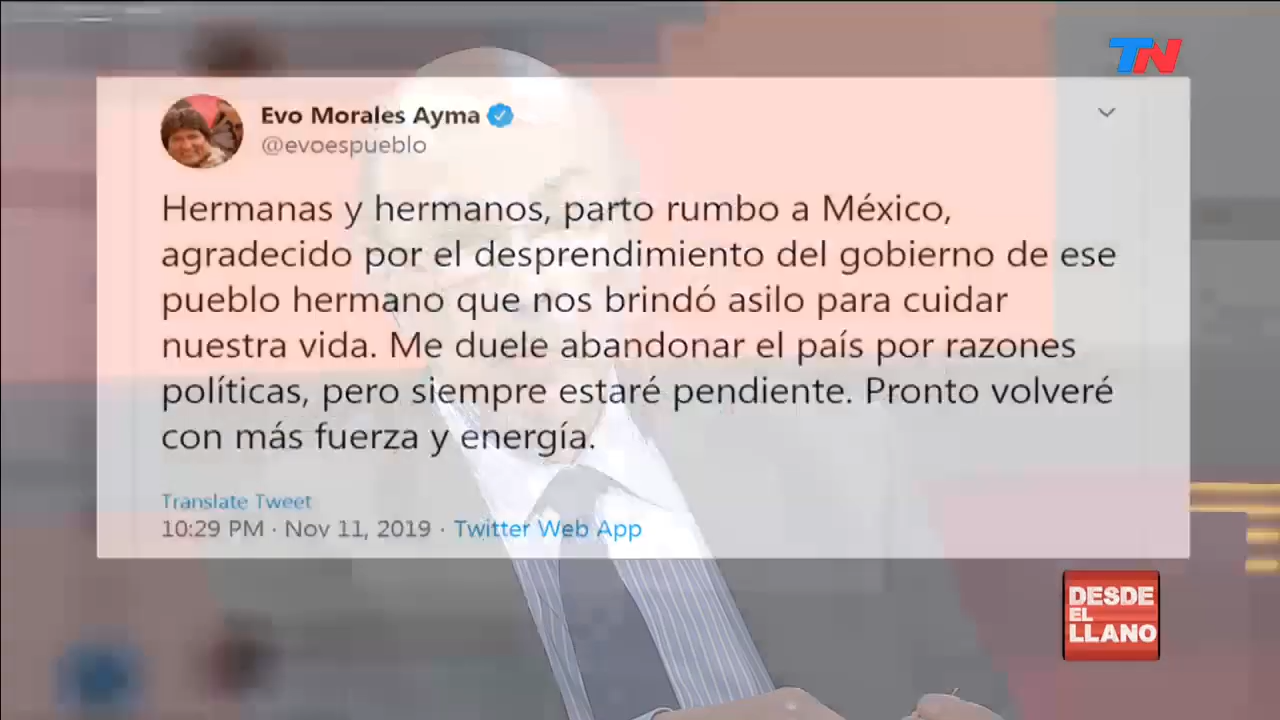 TN
Evo Morales Ayma
@evoespueblo
Hermanas y hermanos, parto rumbo a México,
agradecido por el desprendimiento del gobierno de ese
pueblo hermano que nos brindó asilo para cuidar
nuestra vida. Me duele abandonar el país por razones
políticas, pero siempre estaré pendiente. Pronto volveré
con más fuerza y energía.
Translate Tweet
10:29 PM · Nov 11, 2019 · Twitter Web App
DESDE
EL
LLANO